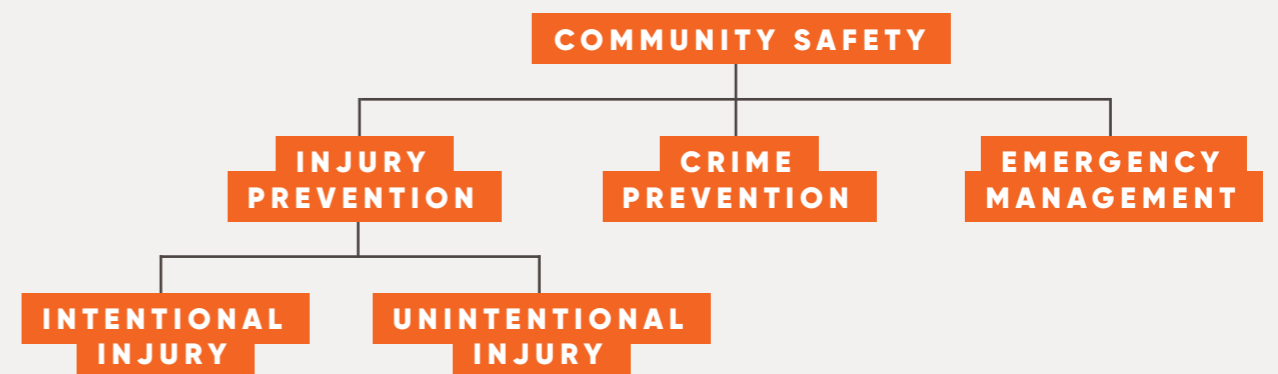 COMMUNITY SAFETY
INJURY
PREVENTION
CRIME
PREVENTION
EMERGENCY
MANAGEMENT
INTENTIONAL
INJURY
UNINTENTIONAL
INJURY